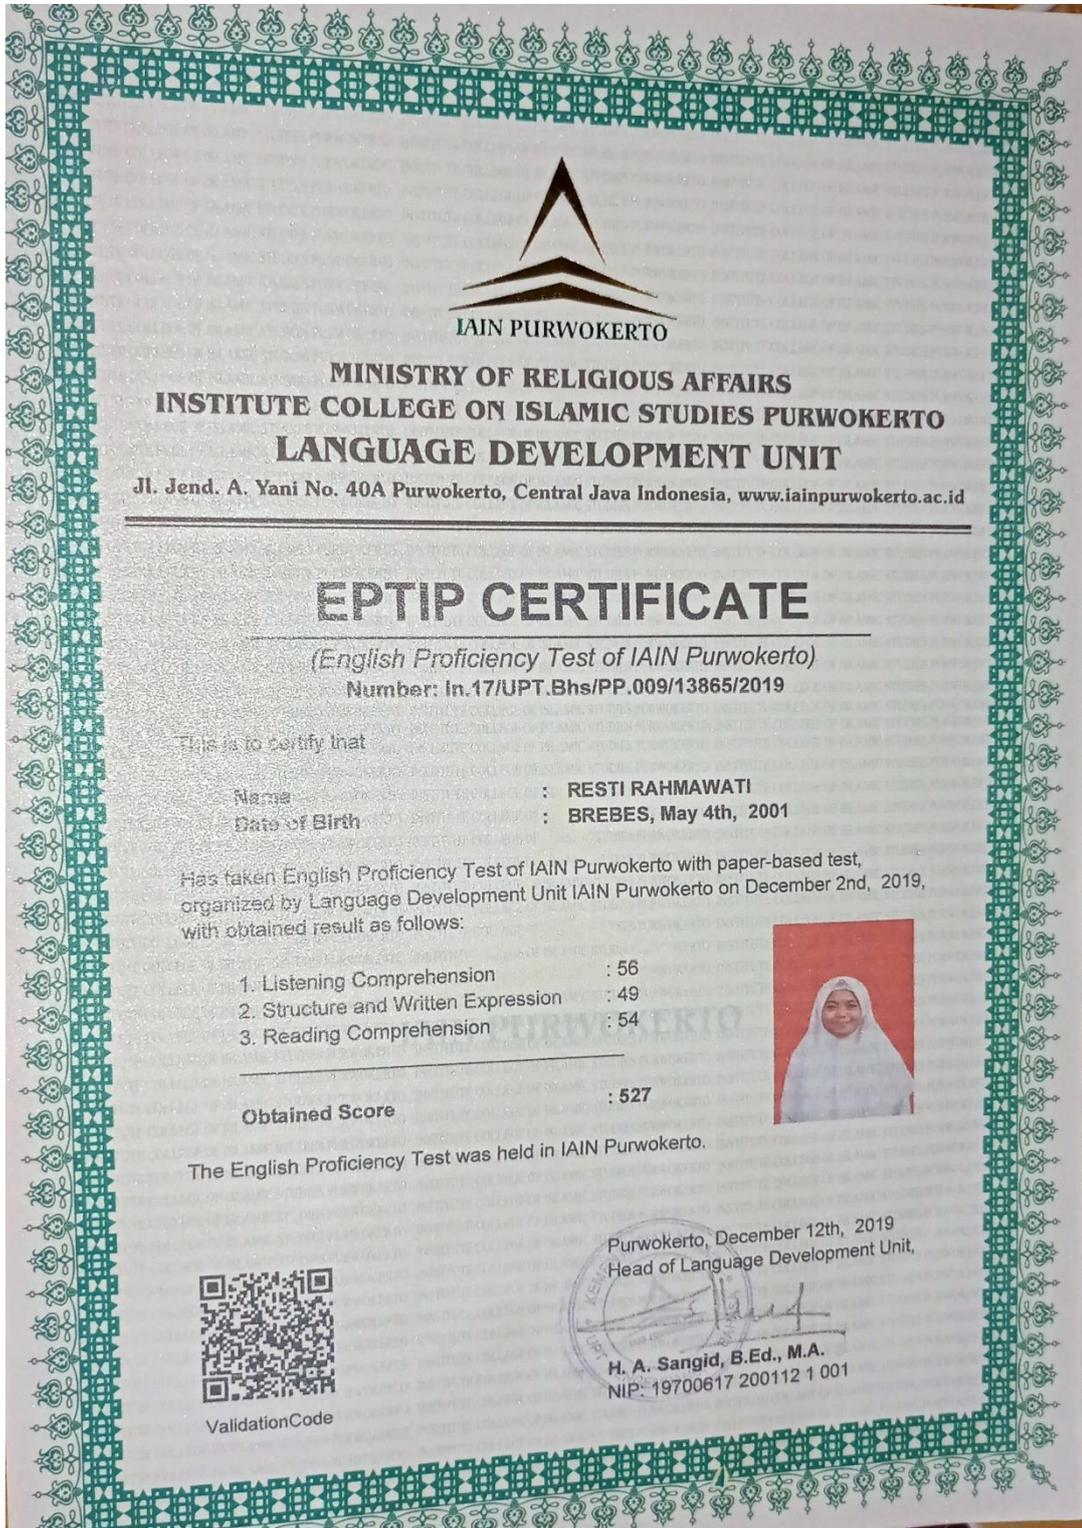 IAIN PURWOKERTO
MINISTRY OF RELIGIOUS AFFAIRS
INSTITUTE COLLEGE ON ISLAMIC STUDIES PURWOKERTO
LANGUAGE DEVELOPMENT UNIT
Jl. Jend. A. Yani No. 40A Purwokerto, Central Java Indonesia, www.iainpurwokerto.ac.id
EPTIP CERTIFICATE
(English Proficiency Test of IAIN Purwokerto)
Number: In.17/UPT.Bhs/PP.009/13865/2019
This is to certify that
Name : RESTI RAHMAWATI
Date of Birth : BREBES, May 4th, 2001
Has taken English Proficiency Test of IAIN Purwokerto with paper-based test,
organized by Language Development Unit IAIN Purwokerto on December 2nd, 2019,
with obtained result as follows:
1. Listening Comprehension : 56
2. Structure and Written Expression : 49
3. Reading Comprehension : 54
PURWOKERTO
Obtained Score : 527
The English Proficiency Test was held in IAIN Purwokerto.
Purwokerto, December 12th, 2019
Head of Language Development Unit,
H. A. Sangid, B.Ed., M.A.
NIP: 19700617 200112 1 001
ValidationCode